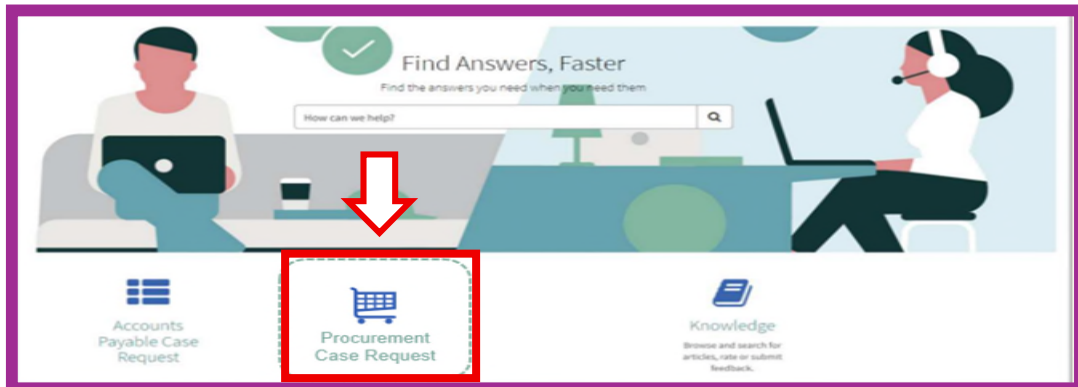 Find Answers, Faster
Find the answers you need when you need them
How can we help?
Accounts
Payable Case
Request
Procurement
Case Request
Knowledge
Browse and search for
articles, rate or submit
feedback.